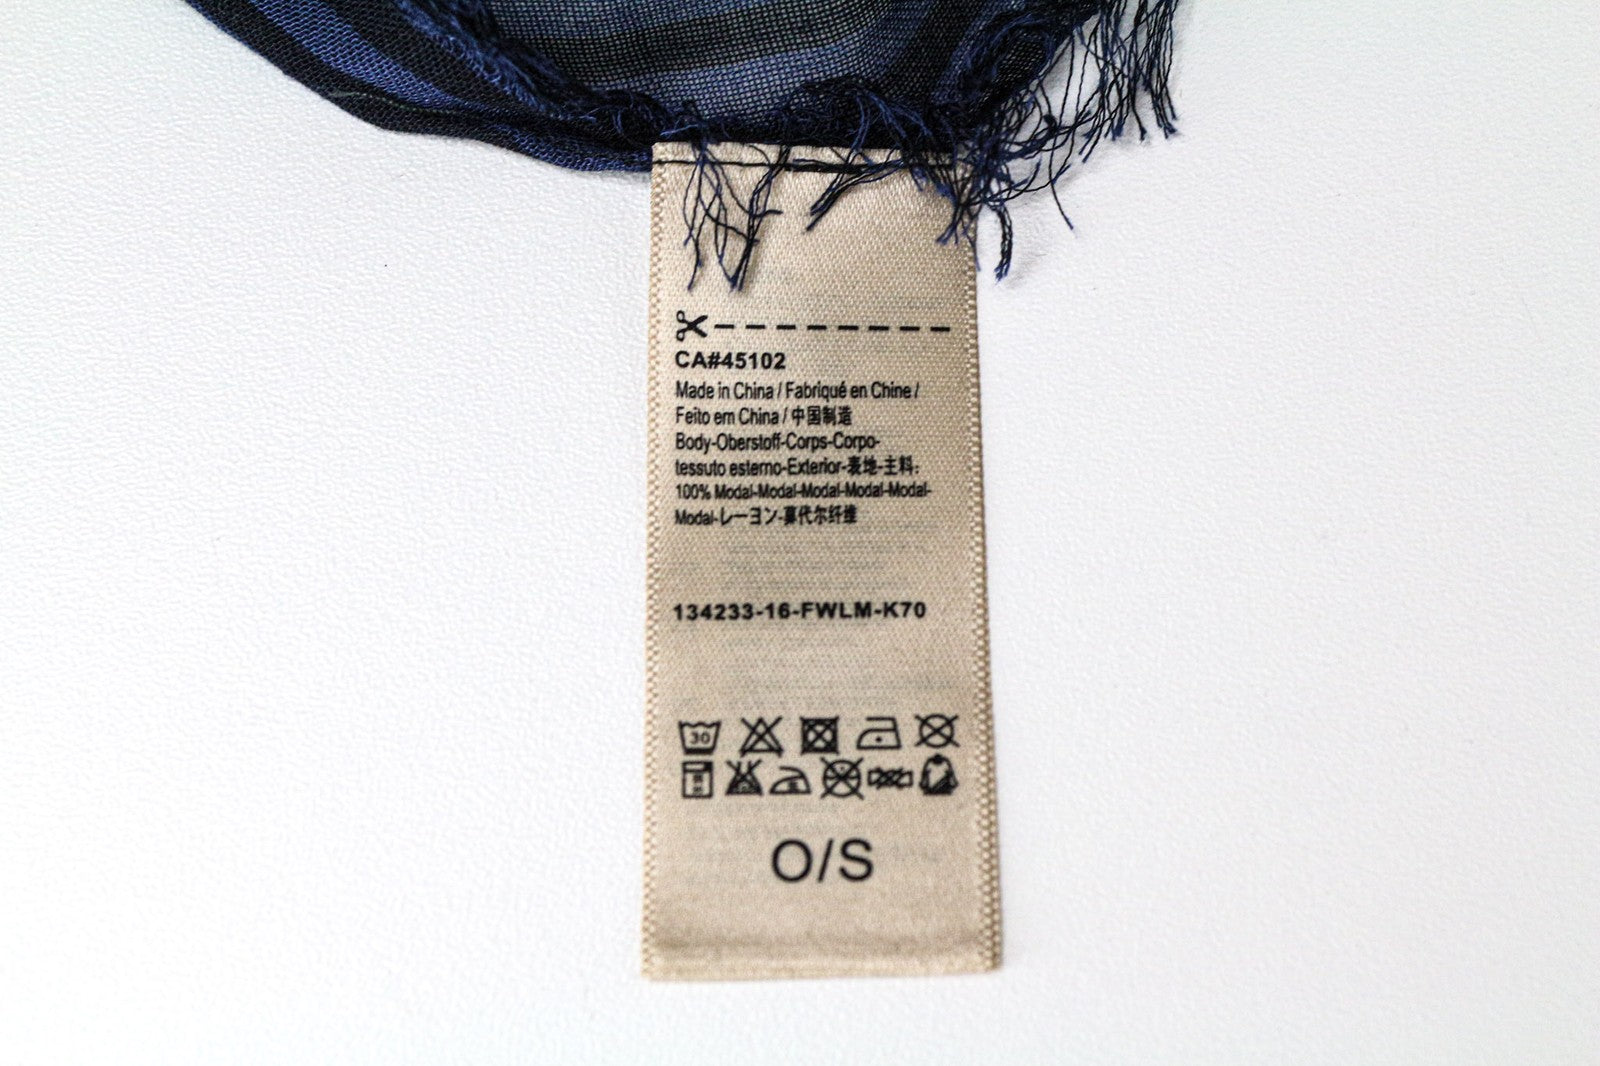 CA#45102
Made in China / Fabriqué en Chine /
Feito em China / 中国制造
Body-Oberstoff-Corps-Corpo-
tessuto esterno-Exterior-表地-主料:
100% Modal-Modal-Modal-Modal-Modal-
Modal-レーヨン-莫代尔纤维
134233-16-FWLM-K70
30
O/S